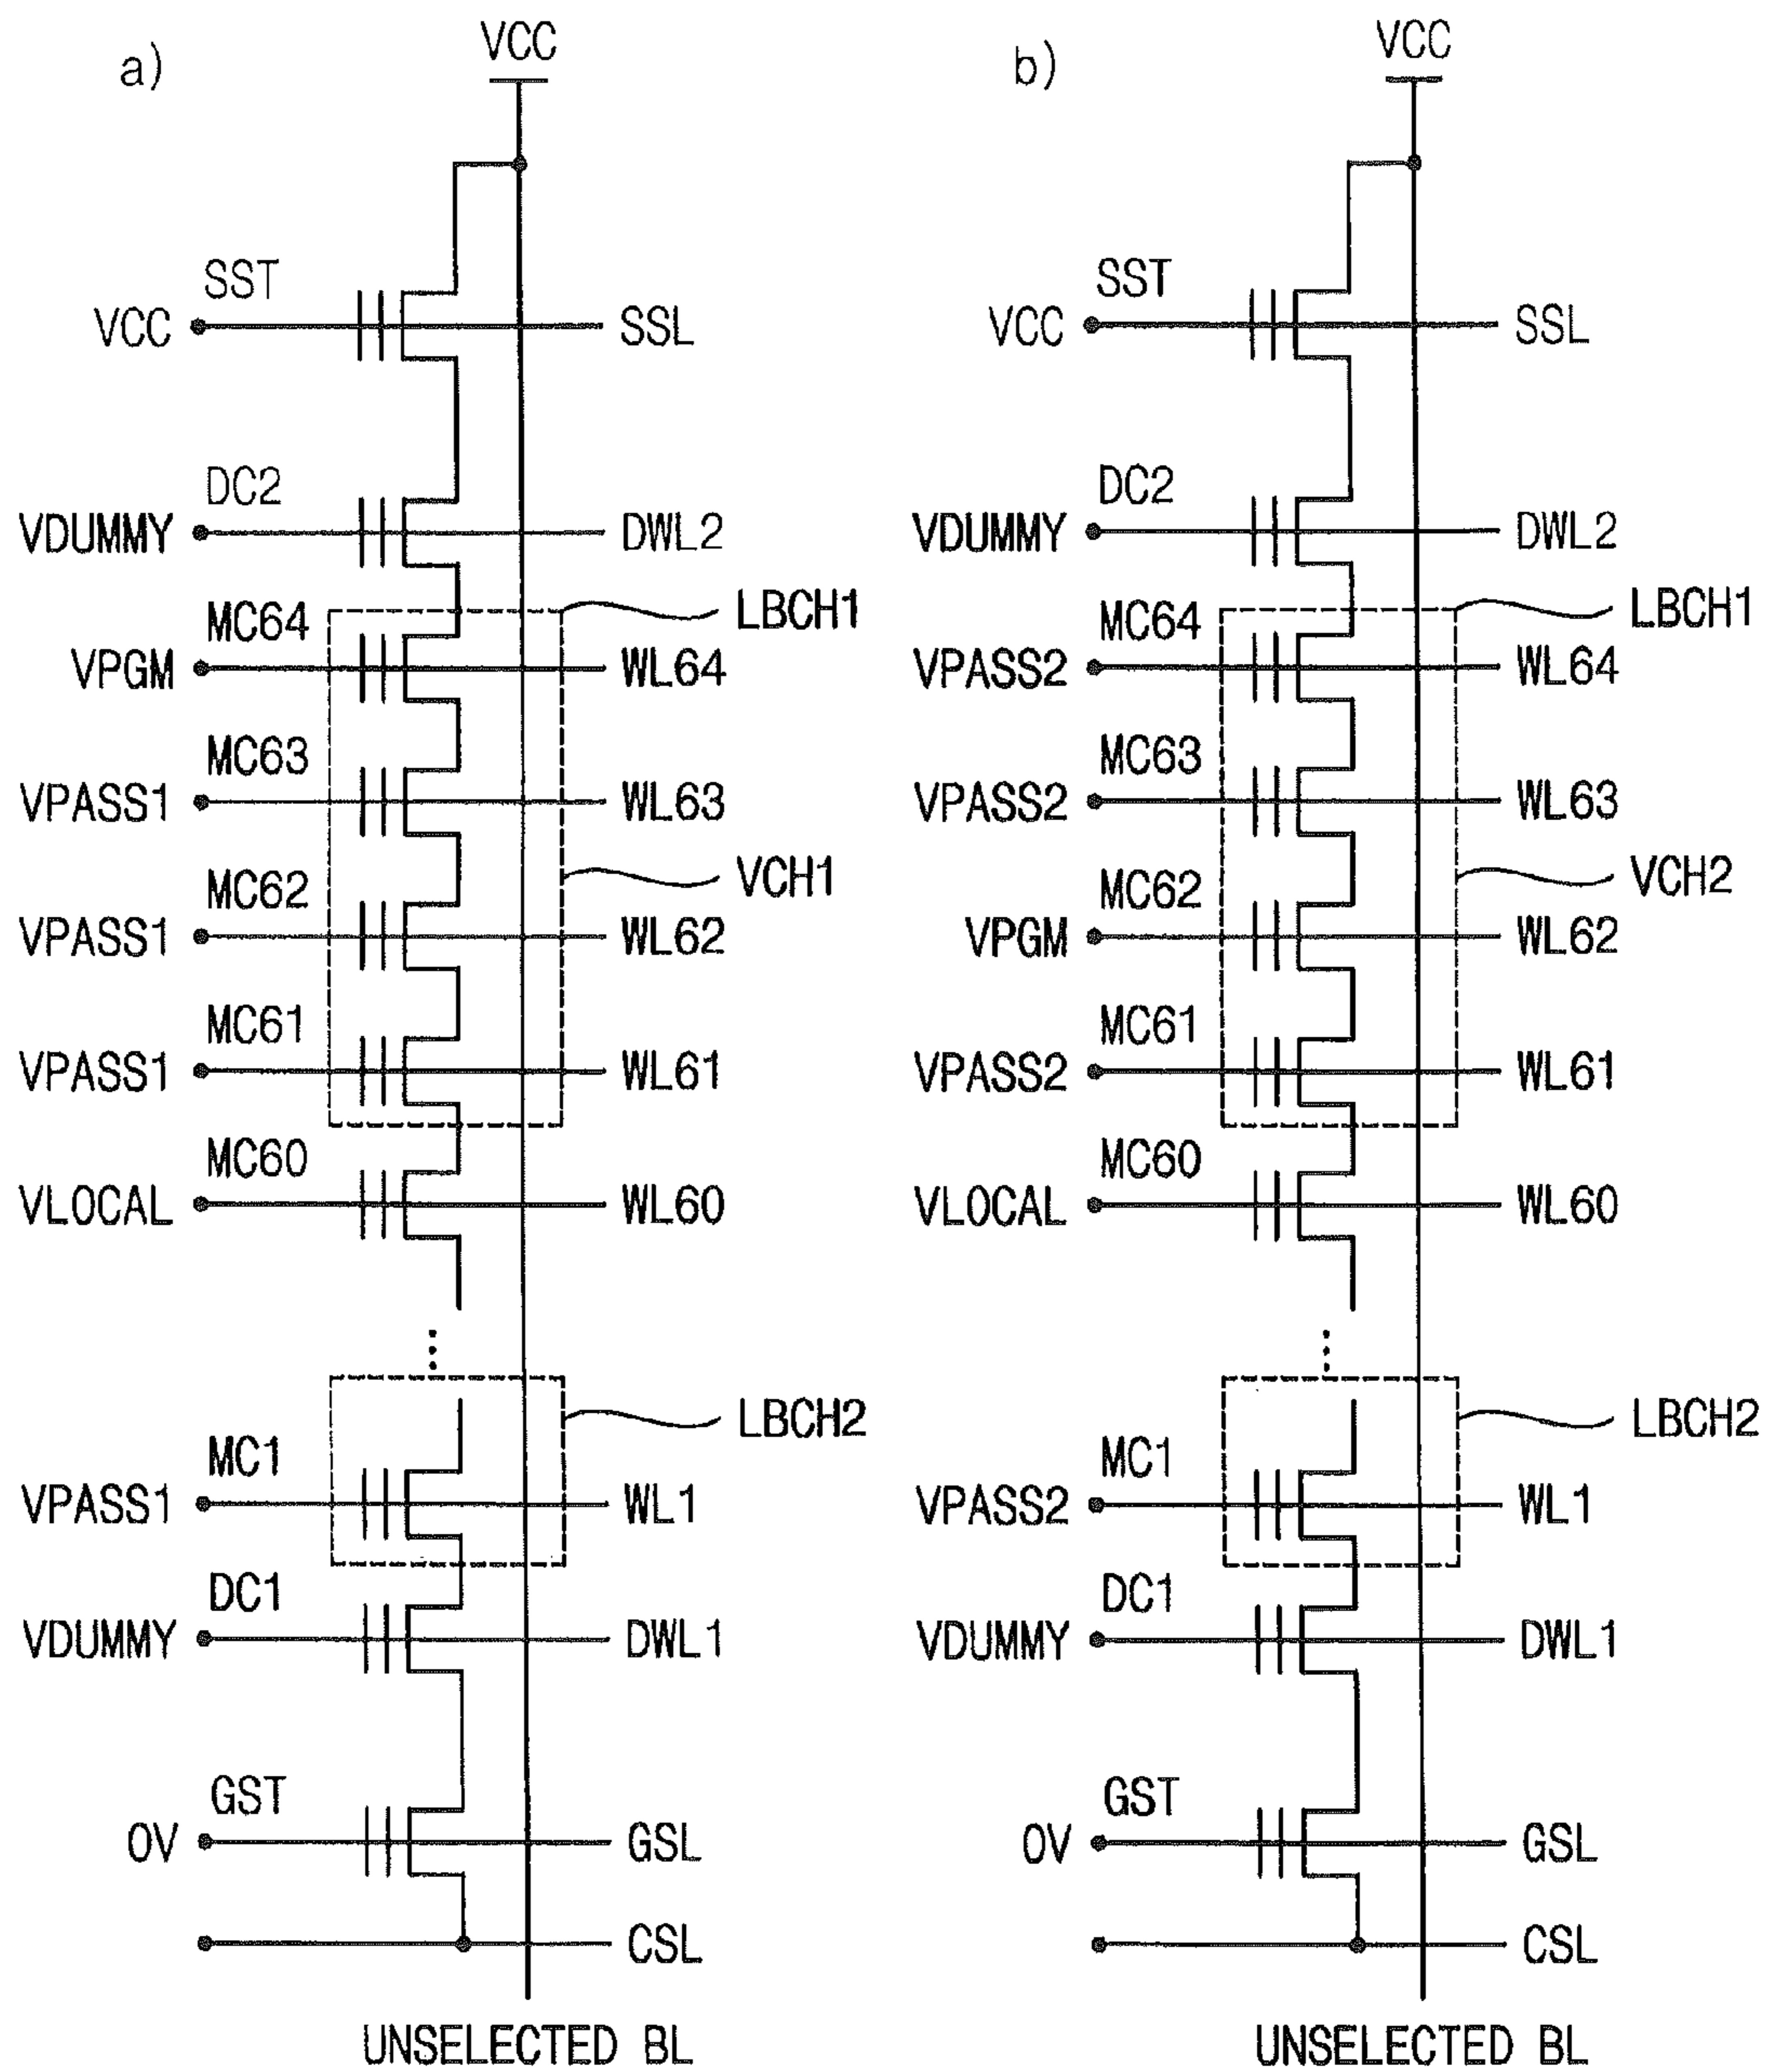 a)
VCC
SST
VCC
SSL
DC2
VDUMMY
DWL2
LBCH1
MC64
VPGM
WL64
MC63
VPASS1
WL63
VCH1
MC62
VPASS1
WL62
MC61
VPASS1
WL61
MC60
VLOCAL
WL60
LBCH2
MC1
VPASS1
WL1
DC1
VDUMMY
DWL1
GST
0V
GSL
CSL
UNSELECTED BL
b)
VCC
SST
VCC
SSL
DC2
VDUMMY
DWL2
LBCH1
MC64
VPASS2
WL64
MC63
VPASS2
WL63
VCH2
MC62
VPGM
WL62
MC61
VPASS2
WL61
MC60
VLOCAL
WL60
LBCH2
MC1
VPASS2
WL1
DC1
VDUMMY
DWL1
GST
0V
GSL
CSL
UNSELECTED BL